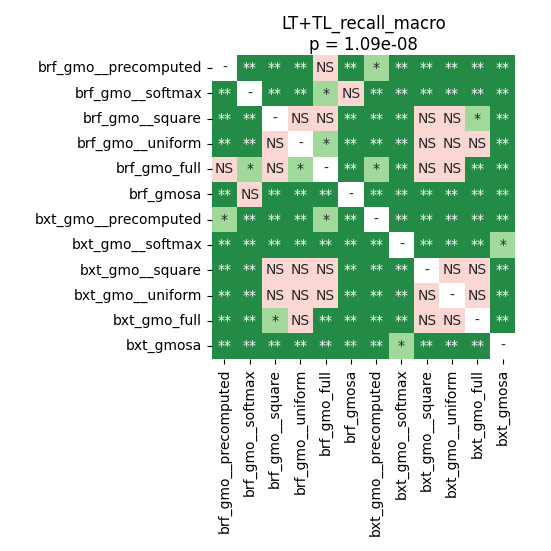 LT+TL_recall_macro
p = 1.09e-08
brf_gmo__precomputed - ** ** ** NS ** * ** ** ** ** **
brf_gmo__softmax ** - ** ** * NS ** ** ** ** ** **
brf_gmo__square ** ** - NS NS ** ** ** NS NS * **
brf_gmo__uniform ** ** NS - * ** ** ** NS NS NS **
brf_gmo_full NS * NS * - ** * ** NS NS ** **
brf_gmosa ** NS ** ** ** - ** ** ** ** ** **
bxt_gmo__precomputed * ** ** ** * ** - ** ** ** ** **
bxt_gmo__softmax ** ** ** ** ** ** ** - ** ** ** *
bxt_gmo__square ** ** NS NS NS ** ** ** - NS NS **
bxt_gmo__uniform ** ** NS NS NS ** ** ** NS - NS **
bxt_gmo_full ** ** * NS ** ** ** ** NS NS - **
bxt_gmosa ** ** ** ** ** ** ** * ** ** ** -
brf_gmo__precomputed
brf_gmo__softmax
brf_gmo__square
brf_gmo__uniform
brf_gmo_full
brf_gmosa
bxt_gmo__precomputed
bxt_gmo__softmax
bxt_gmo__square
bxt_gmo__uniform
bxt_gmo_full
bxt_gmosa